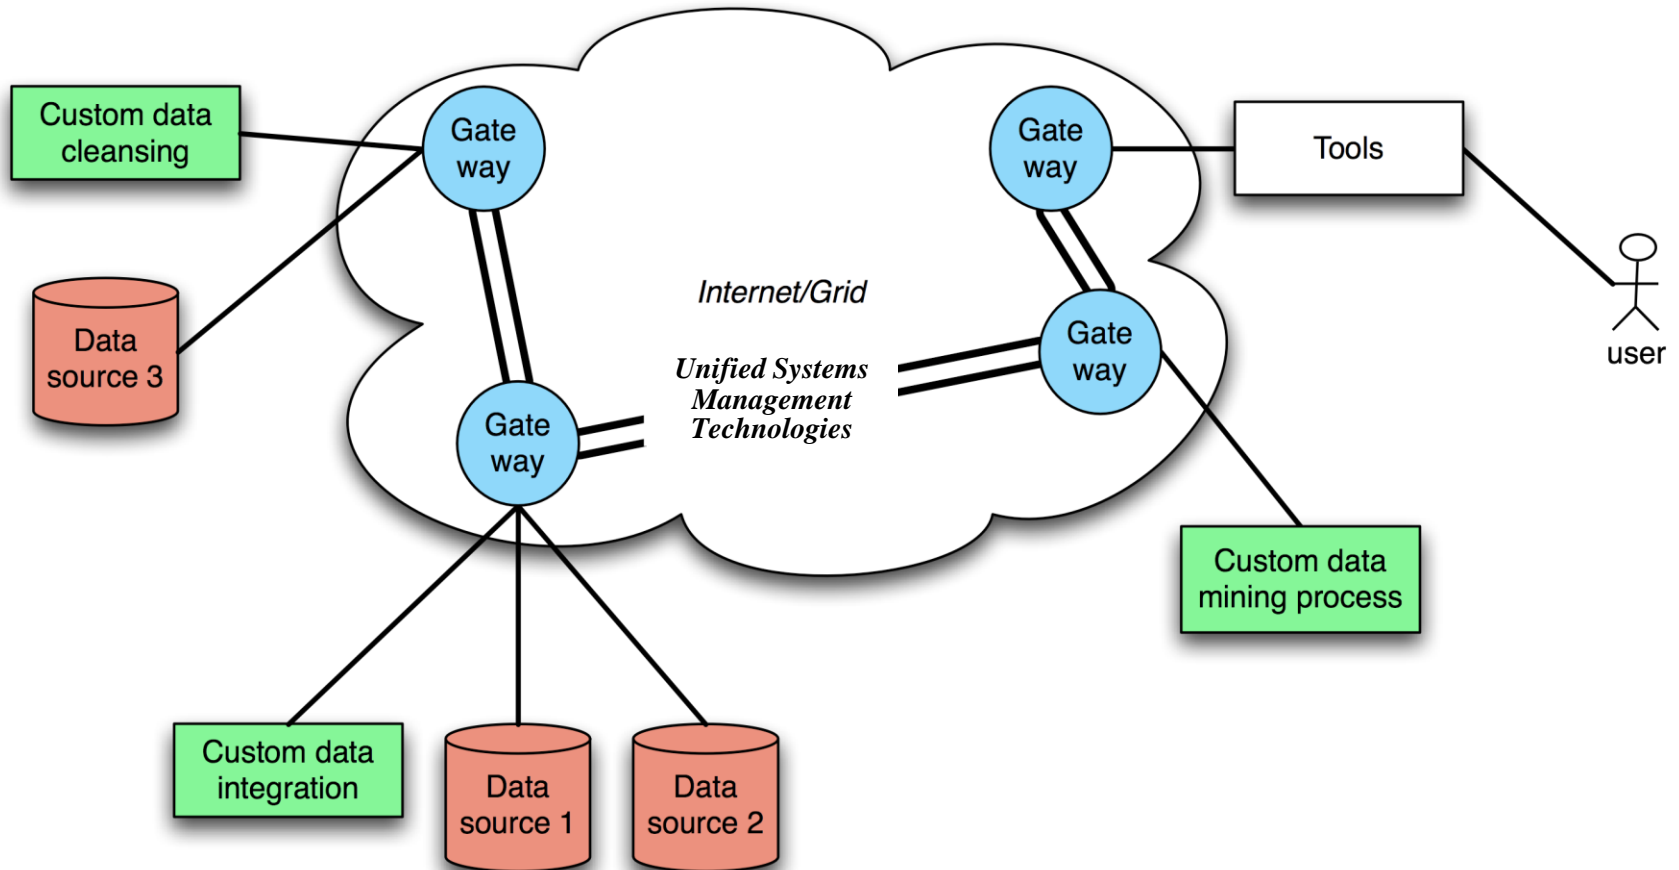 Custom data
cleansing
Gate
way
Gate
way
Tools
Data
source 3
Internet/Grid
Unified Systems
Management
Technologies
Gate
way
user
Gate
way
Custom data
mining process
Custom data
integration
Data
source 1
Data
source 2